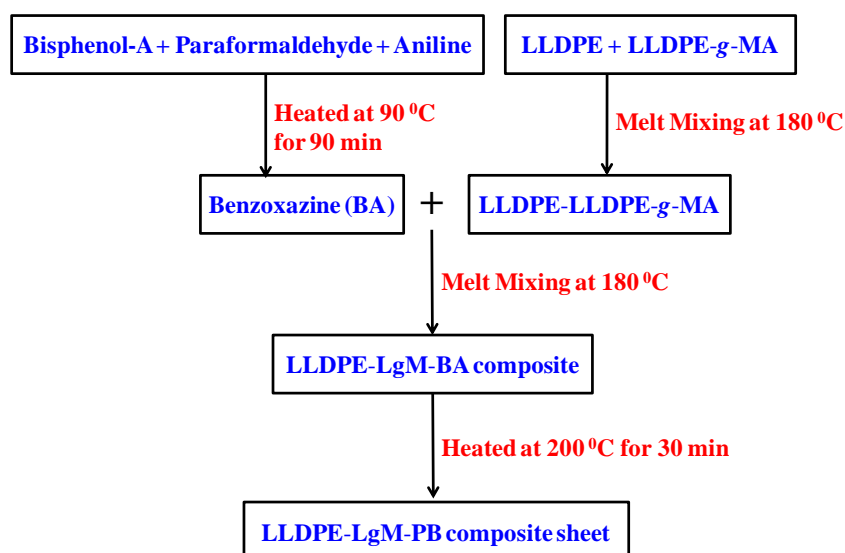 Bisphenol-A + Paraformaldehyde + Aniline
LLDPE + LLDPE-g-MA
Heated at 90 ⁰C
for 90 min
Melt Mixing at 180 ⁰C
Benzoxazine (BA)
+
LLDPE-LLDPE-g-MA
Melt Mixing at 180 ⁰C
LLDPE-LgM-BA composite
Heated at 200 ⁰C for 30 min
LLDPE-LgM-PB composite sheet